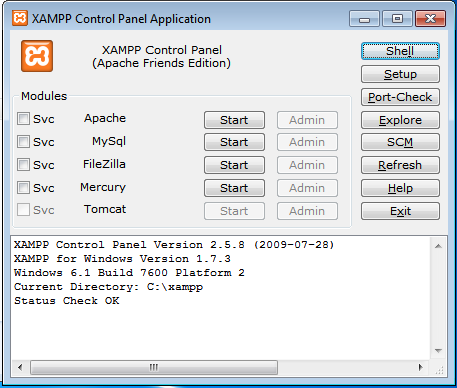 XAMPP Control Panel Application
XAMPP Control Panel
(Apache Friends Edition)
Shell
Setup
Modules
Port-Check
Svc Apache Start Admin
Explore
Svc MySql Start Admin
SCM
Svc FileZilla Start Admin
Refresh
Svc Mercury Start Admin
Help
Svc Tomcat Start Admin
Exit
XAMPP Control Panel Version 2.5.8 (2009-07-28)
XAMPP for Windows Version 1.7.3
Windows 6.1 Build 7600 Platform 2
Current Directory: C:\xampp
Status Check OK